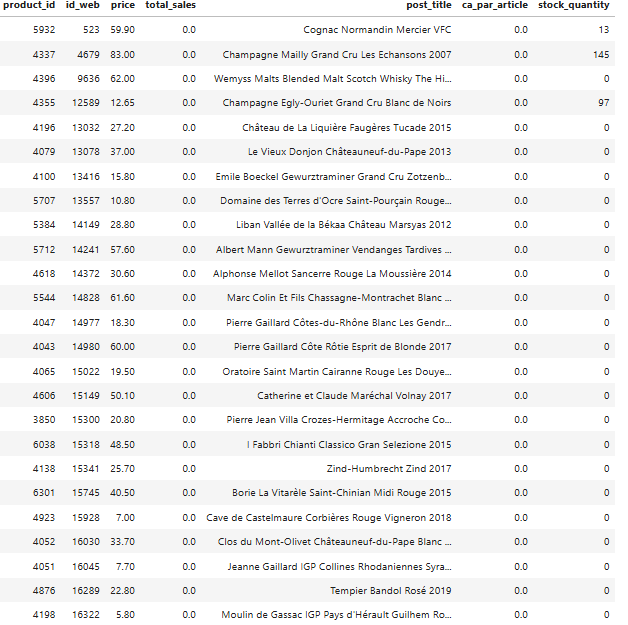 product_id id_web price total_sales post_title ca_par_article stock_quantity
5932 523 59.90 0.0 Cognac Normandin Mercier VFC 0.0 13
4337 4679 83.00 0.0 Champagne Mailly Grand Cru Les Echansons 2007 0.0 145
4396 9636 62.00 0.0 Wemyss Malts Blended Malt Scotch Whisky The Hi... 0.0 0
4355 12589 12.65 0.0 Champagne Egly-Ouriet Grand Cru Blanc de Noirs 0.0 97
4196 13032 27.20 0.0 Château de La Liquière Faugères Tucade 2015 0.0 0
4079 13078 37.00 0.0 Le Vieux Donjon Châteauneuf-du-Pape 2013 0.0 0
4100 13416 15.80 0.0 Emile Boeckel Gewurztraminer Grand Cru Zotzenb... 0.0 0
5707 13557 10.80 0.0 Domaine des Terres d'Ocre Saint-Pourçain Rouge... 0.0 0
5384 14149 28.80 0.0 Liban Vallée de la Békaa Château Marsyas 2012 0.0 0
5712 14241 57.60 0.0 Albert Mann Gewurztraminer Vendanges Tardives ... 0.0 0
4618 14372 30.60 0.0 Alphonse Mellot Sancerre Rouge La Moussière 2014 0.0 0
5544 14828 61.60 0.0 Marc Colin Et Fils Chassagne-Montrachet Blanc ... 0.0 0
4047 14977 18.30 0.0 Pierre Gaillard Côtes-du-Rhône Blanc Les Gendr... 0.0 0
4043 14980 60.00 0.0 Pierre Gaillard Côte Rôtie Esprit de Blonde 2017 0.0 0
4065 15022 19.50 0.0 Oratoire Saint Martin Cairanne Rouge Les Douye... 0.0 0
4606 15149 50.10 0.0 Catherine et Claude Maréchal Volnay 2017 0.0 0
3850 15300 20.80 0.0 Pierre Jean Villa Crozes-Hermitage Accroche Co... 0.0 0
6038 15318 48.50 0.0 I Fabbri Chianti Classico Gran Selezione 2015 0.0 0
4138 15341 25.70 0.0 Zind-Humbrecht Zind 2017 0.0 0
6301 15745 40.50 0.0 Borie La Vitarèle Saint-Chinian Midi Rouge 2015 0.0 0
4923 15928 7.00 0.0 Cave de Castelmaure Corbières Rouge Vigneron 2018 0.0 0
4052 16030 33.70 0.0 Clos du Mont-Olivet Châteauneuf-du-Pape Blanc ... 0.0 0
4051 16045 7.70 0.0 Jeanne Gaillard IGP Collines Rhodaniennes Syra... 0.0 0
4876 16289 22.80 0.0 Tempier Bandol Rosé 2019 0.0 0
4198 16322 5.80 0.0 Moulin de Gassac IGP Pays d'Hérault Guilhem Ro... 0.0 0